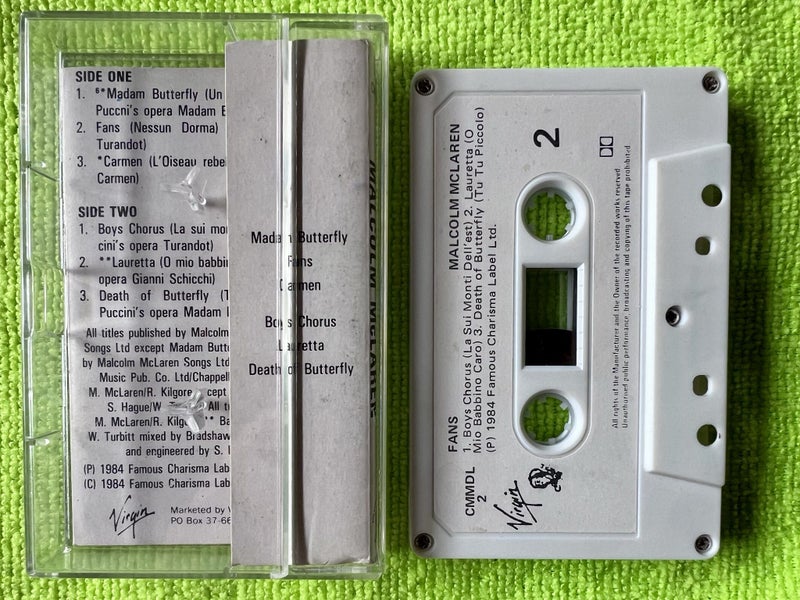 SIDE ONE
1. ⁶*Madam Butterfly (Un
Puccni's opera Madam B
2. Fans (Nessun Dorma)
Turandot)
3. *Carmen (L'Oiseau rebe
Carmen)
SIDE TWO
1. Boys Chorus (La sui mo
cini's opera Turandot)
2. **Lauretta (O mio babbin
opera Gianni Schicchi)
3. Death of Butterfly (T
Puccini's opera Madam
All titles published by Malcolm
Songs Ltd except Madam Butt
by Malcolm McLaren Songs Ltd
Music Pub. Co. Ltd/Chappell
M. McLaren/R. Kilgore except
S. Hague/W. All t
M. McLaren/R. Kilg ** Ba
W. Turbitt mixed by Bradshaw
and engineered by S.
(P) 1984 Famous Charisma Lab
(C) 1984 Famous Charisma Lab
Virgin
Marketed by V
PO Box 37-66
Madam Butterfly
Fans
Carmen
Boys Chorus
Lauretta
Death of Butterfly
MALCOLM McLAREN
2
FANS MALCOLM MCLAREN
1. Boys Chorus (La Sui Monti Dell'est) 2. Lauretta (O
Mio Babbino Caro) 3. Death of Butterfly (Tu Tu Piccolo)
(P) 1984 Famous Charisma Label Ltd.
CMMDL
2
Virgin
All rights of the Manufacturer and the Owner of the recorded works reserved.
Unauthorised public performance, broadcasting and copying of this tape prohibited.